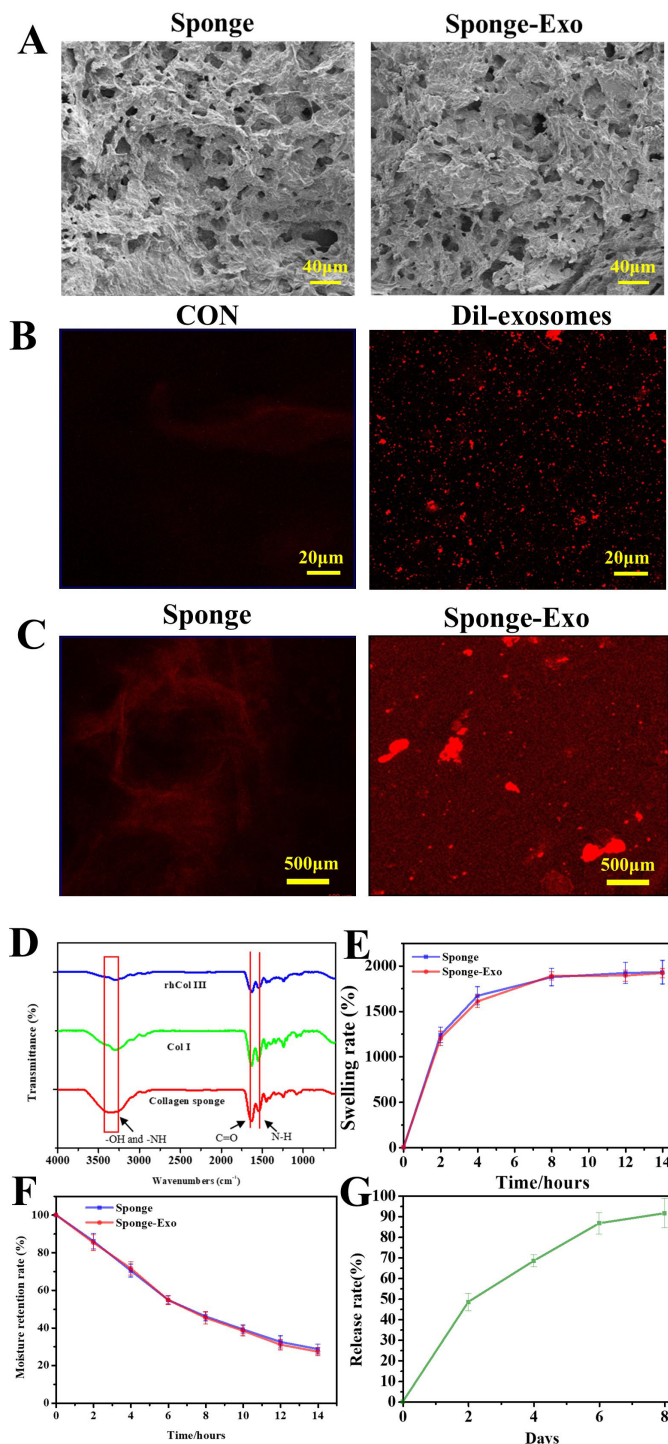 A
Sponge
Sponge-Exo
40μm
40μm
B
CON
Dil-exosomes
20μm
20μm
C
Sponge
Sponge-Exo
500μm
500μm
D
rhCol III
Col I
Collagen sponge
-OH and -NH
C=O
N-H
Transmittance (%)
4000 3500 3000 2500 2000 1500 1000
Wavenumbers (cm⁻¹)
E
Sponge
Sponge-Exo
Swelling rate (%)
2000
1500
1000
500
0
0 2 4 6 8 10 12 14
Time/hours
F
Sponge
Sponge-Exo
Moisture retention rate (%)
100
80
60
40
20
0
0 2 4 6 8 10 12 14
Time/hours
G
Release rate(%)
100
90
80
70
60
50
40
30
20
10
0
0 2 4 6 8
Days